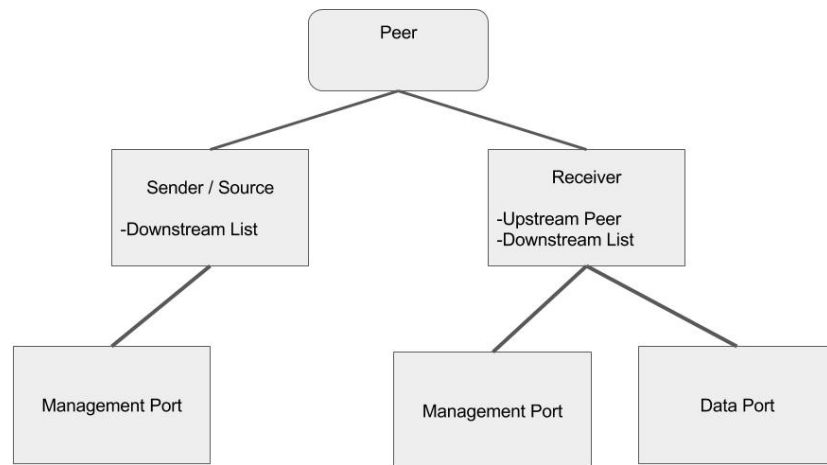 Peer
Sender / Source
-Downstream List
Receiver
-Upstream Peer
-Downstream List
Management Port
Management Port
Data Port